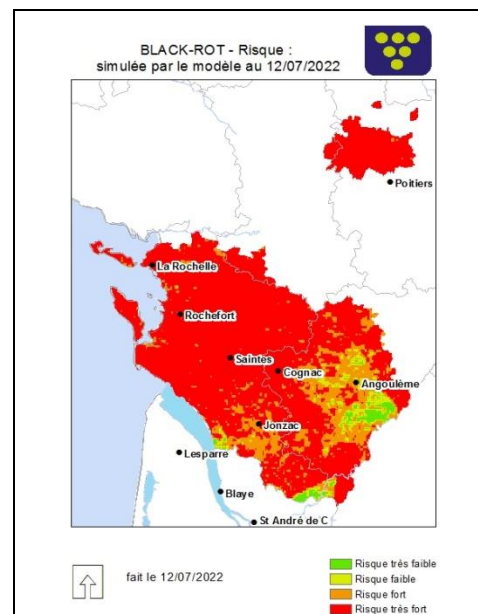 BLACK-ROT - Risque :
simulée par le modèle au 12/07/2022
Poitiers
La Rochelle
Rochefort
Saintes
Cognac
Angoulème
Jonzac
Lesparre
Blaye
St André de C
fait le 12/07/2022
Risque très faible
Risque faible
Risque fort
Risque très fort